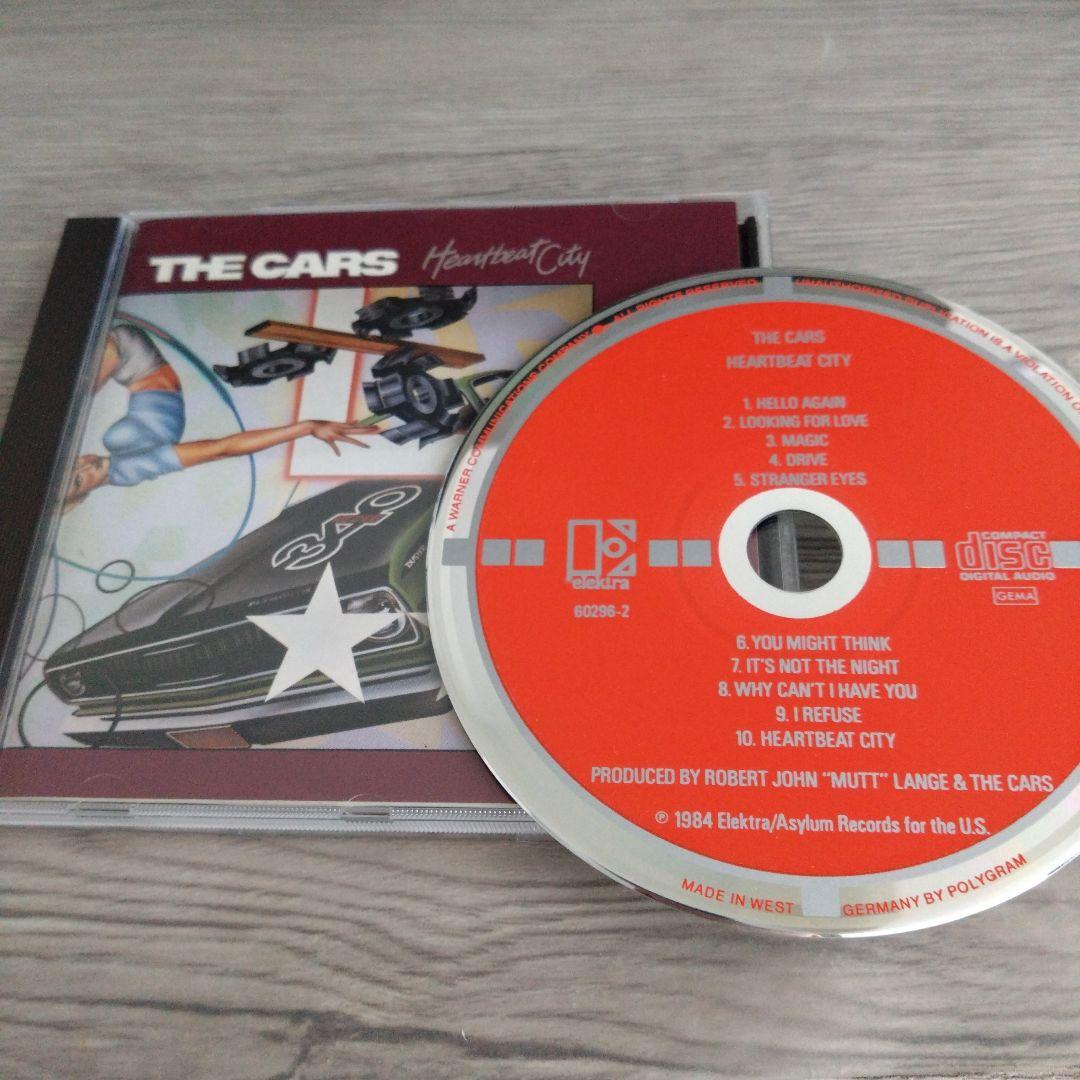 THE CARS Heartbeat City
340
PLYMOUTH
A WARNER COMMUNICATIONS COMPANY
ALL RIGHTS RESERVED
UNAUTHORIZED DUPLICATION IS A VIOLATION O
THE CARS
HEARTBEAT CITY
1. HELLO AGAIN
2. LOOKING FOR LOVE
3. MAGIC
4. DRIVE
5. STRANGER EYES
elektra
60296-2
COMPACT
disc
DIGITAL AUDIO
GEMA
6. YOU MIGHT THINK
7. IT'S NOT THE NIGHT
8. WHY CAN'T I HAVE YOU
9. I REFUSE
10. HEARTBEAT CITY
PRODUCED BY ROBERT JOHN "MUTT" LANGE & THE CARS
℗ 1984 Elektra/Asylum Records for the U.S.
MADE IN WEST GERMANY BY POLYGRAM